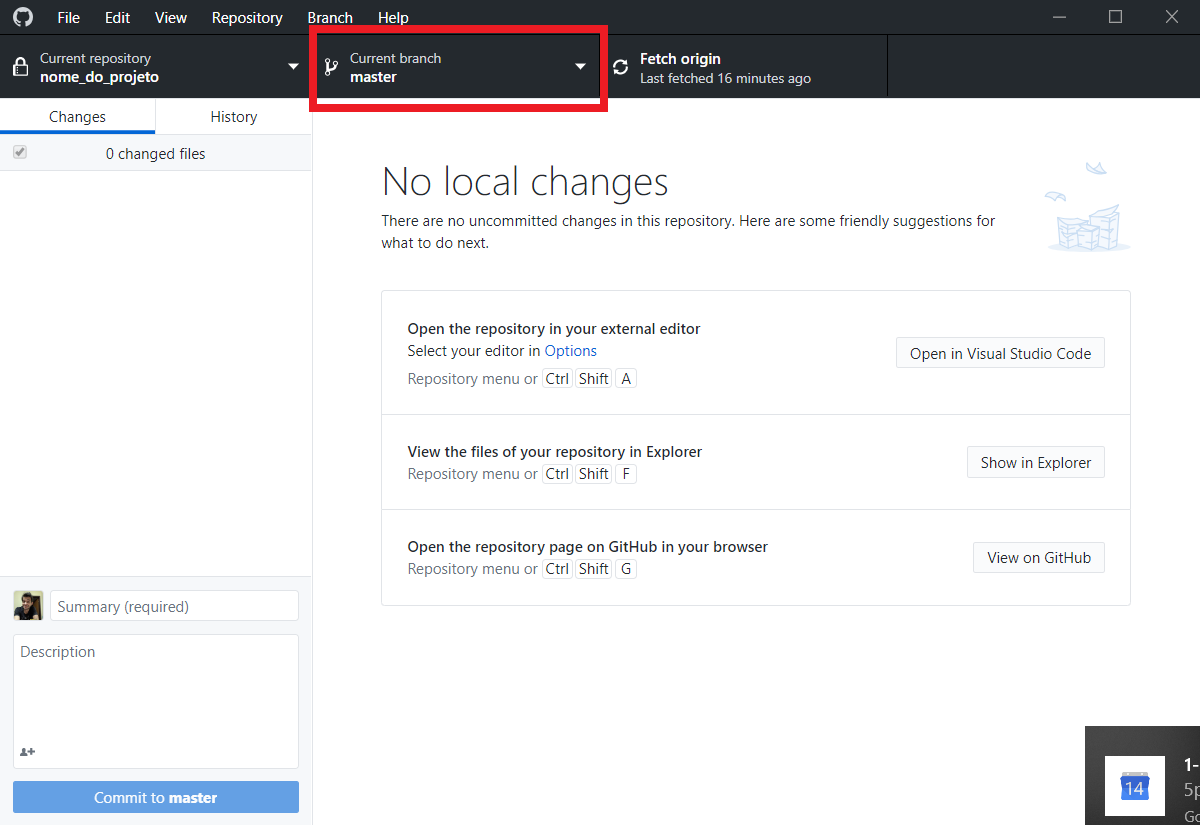 File Edit View Repository Branch Help
Current repository
nome_do_projeto
Current branch
master
Fetch origin
Last fetched 16 minutes ago
Changes History
0 changed files
No local changes
There are no uncommitted changes in this repository. Here are some friendly suggestions for
what to do next.
Open the repository in your external editor
Select your editor in Options
Repository menu or Ctrl Shift A
Open in Visual Studio Code
View the files of your repository in Explorer
Repository menu or Ctrl Shift F
Show in Explorer
Open the repository page on GitHub in your browser
Repository menu or Ctrl Shift G
View on GitHub
Summary (required)
Description
Commit to master
14
1-
5p